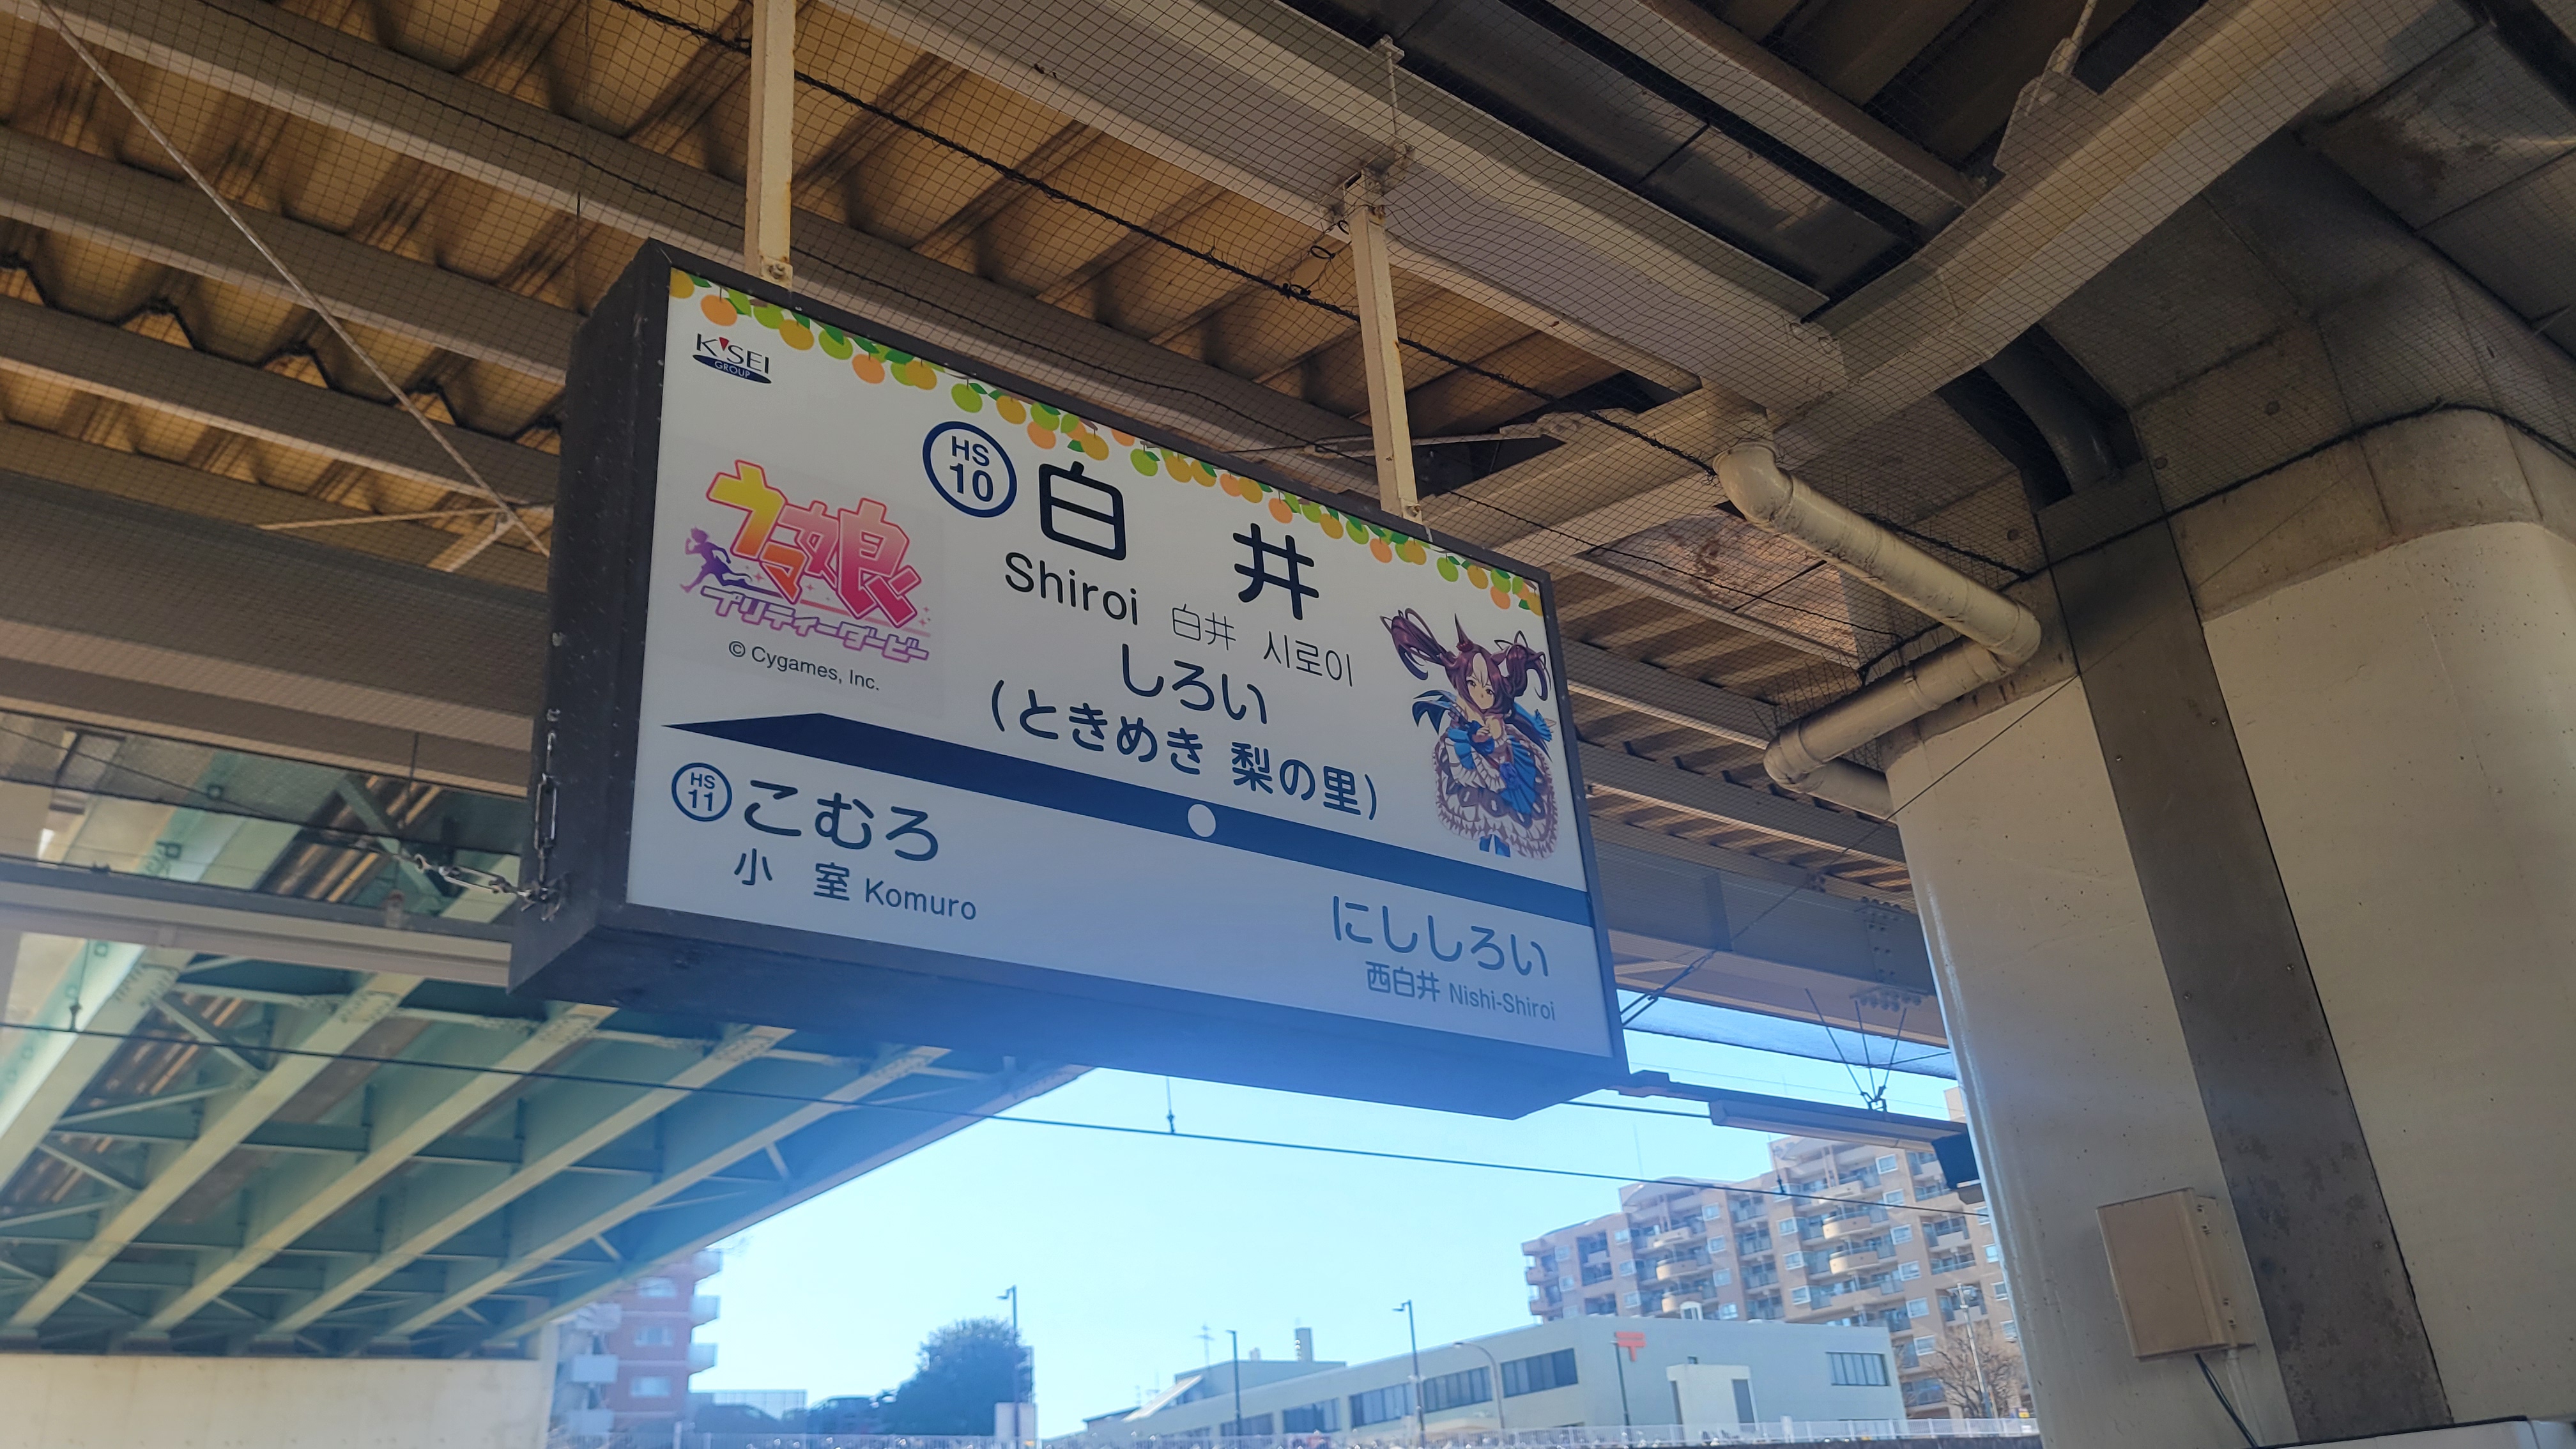 K'SEI
GROUP
HS
10
白井
Shiroi 白井 시로이
しろい
(ときめき 梨の里)
ウマ娘
プリティーダービー
© Cygames, Inc.
HS
11
こむろ
小室 Komuro
にししろい
西白井 Nishi-Shiroi
〒